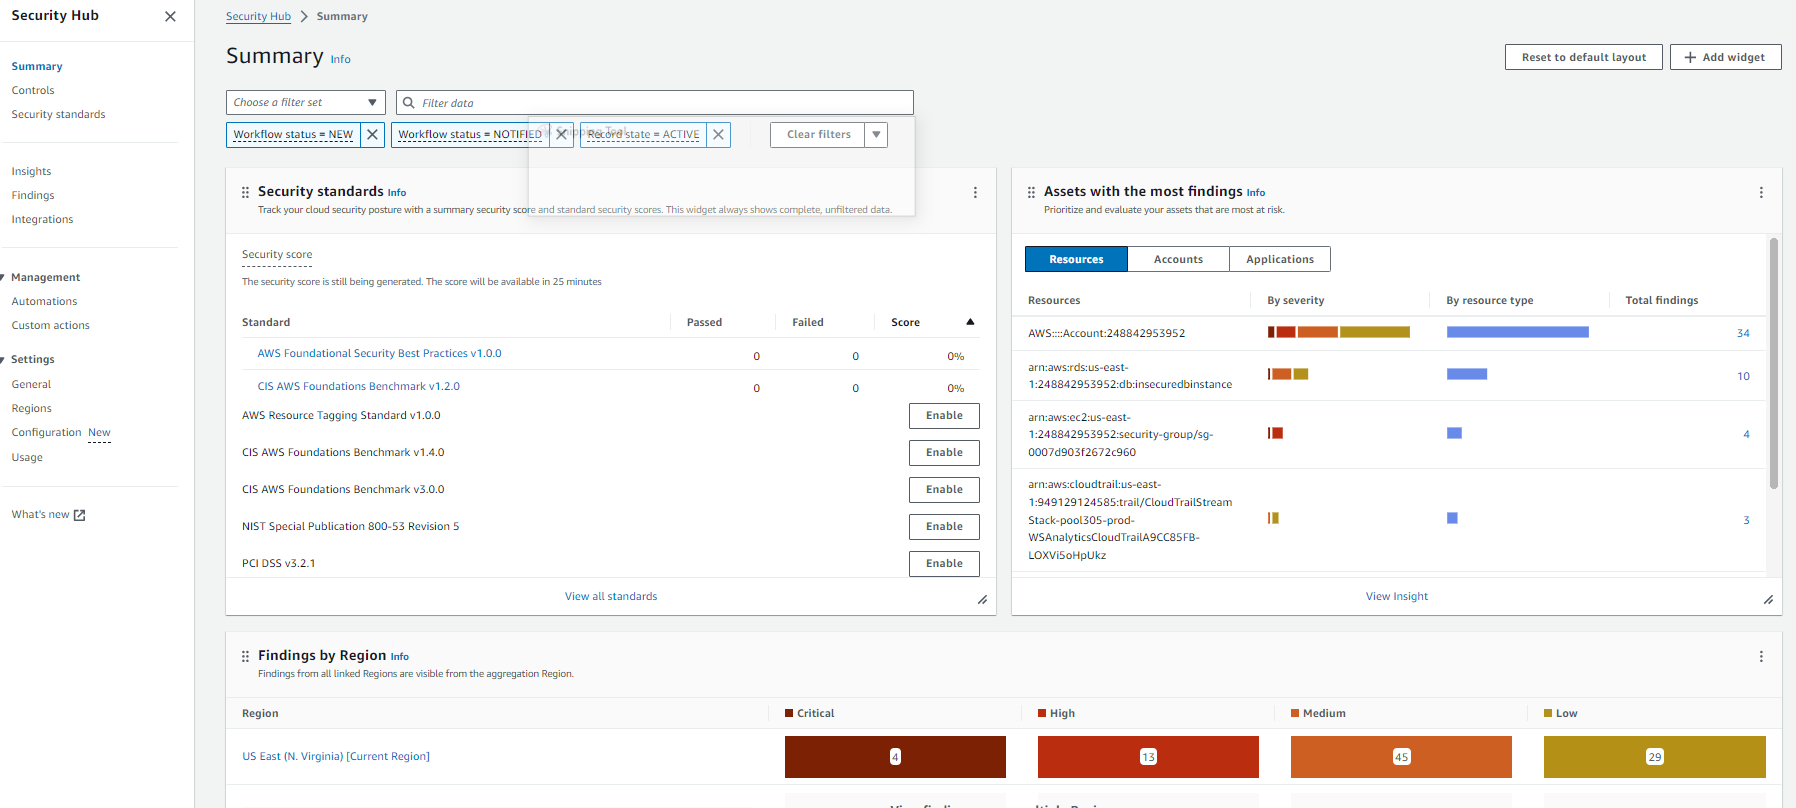 Security Hub
Summary
Controls
Security standards
Insights
Findings
Integrations
Management
Automations
Custom actions
Settings
General
Regions
Configuration New
Usage
What's new
Security Hub Summary
Summary Info
Reset to default layout
Add widget
Choose a filter set
Filter data
Workflow status = NEW
Workflow status = NOTIFIED
Record state = ACTIVE
Clear filters
Snipping Tool
Security standards Info
Track your cloud security posture with a summary security score and standard security scores. This widget always shows complete, unfiltered data.
Security score
The security score is still being generated. The score will be available in 25 minutes
Standard Passed Failed Score
AWS Foundational Security Best Practices v1.0.0 0 0 0%
CIS AWS Foundations Benchmark v1.2.0 0 0 0%
AWS Resource Tagging Standard v1.0.0 Enable
CIS AWS Foundations Benchmark v1.4.0 Enable
CIS AWS Foundations Benchmark v3.0.0 Enable
NIST Special Publication 800-53 Revision 5 Enable
PCI DSS v3.2.1 Enable
View all standards
Assets with the most findings Info
Prioritize and evaluate your assets that are most at risk.
Resources Accounts Applications
Resources By severity By resource type Total findings
AWS::::Account:248842953952 34
arn:aws:rds:us-east-
1:248842953952:db:insecuredbinstance 10
arn:aws:ec2:us-east-
1:248842953952:security-group/sg- 4
0007d903f2672c960
arn:aws:cloudtrail:us-east-
1:949129124585:trail/CloudTrailStream
Stack-pool305-prod- 3
WSAnalyticsCloudTrailA9CC85FB-
LOXVi5oHpUkz
View Insight
Findings by Region Info
Findings from all linked Regions are visible from the aggregation Region.
Region Critical High Medium Low
US East (N. Virginia) [Current Region] 4 13 45 29